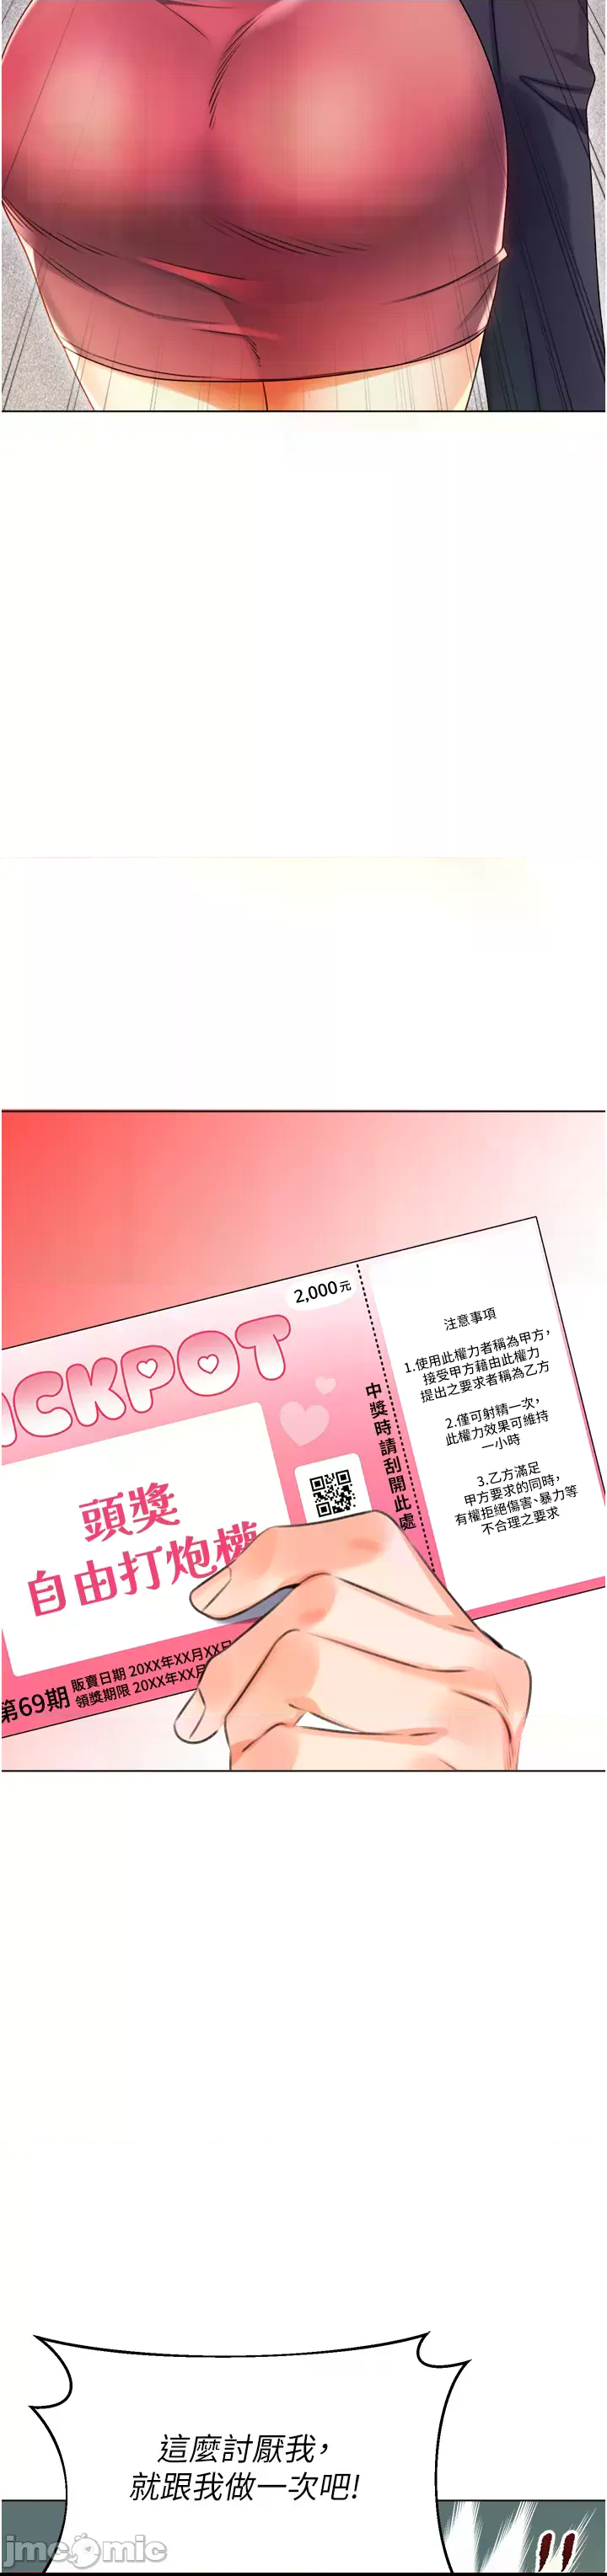 2,000元
JACKPOT
頭獎
自由打炮權
中獎時請刮開此處
注意事項
1.使用此權力者稱為甲方，
接受甲方藉由此權力
提出之要求者稱為乙方
2.僅可射精一次，
此權力效果可維持
一小時
3.乙方滿足
甲方要求的同時，
有權拒絕傷害、暴力等
不合理之要求
第69期
販賣日期 20XX年XX月XX日
領獎期限 20XX年XX月
這麼討厭我，
就跟我做一次吧!
jmcomic